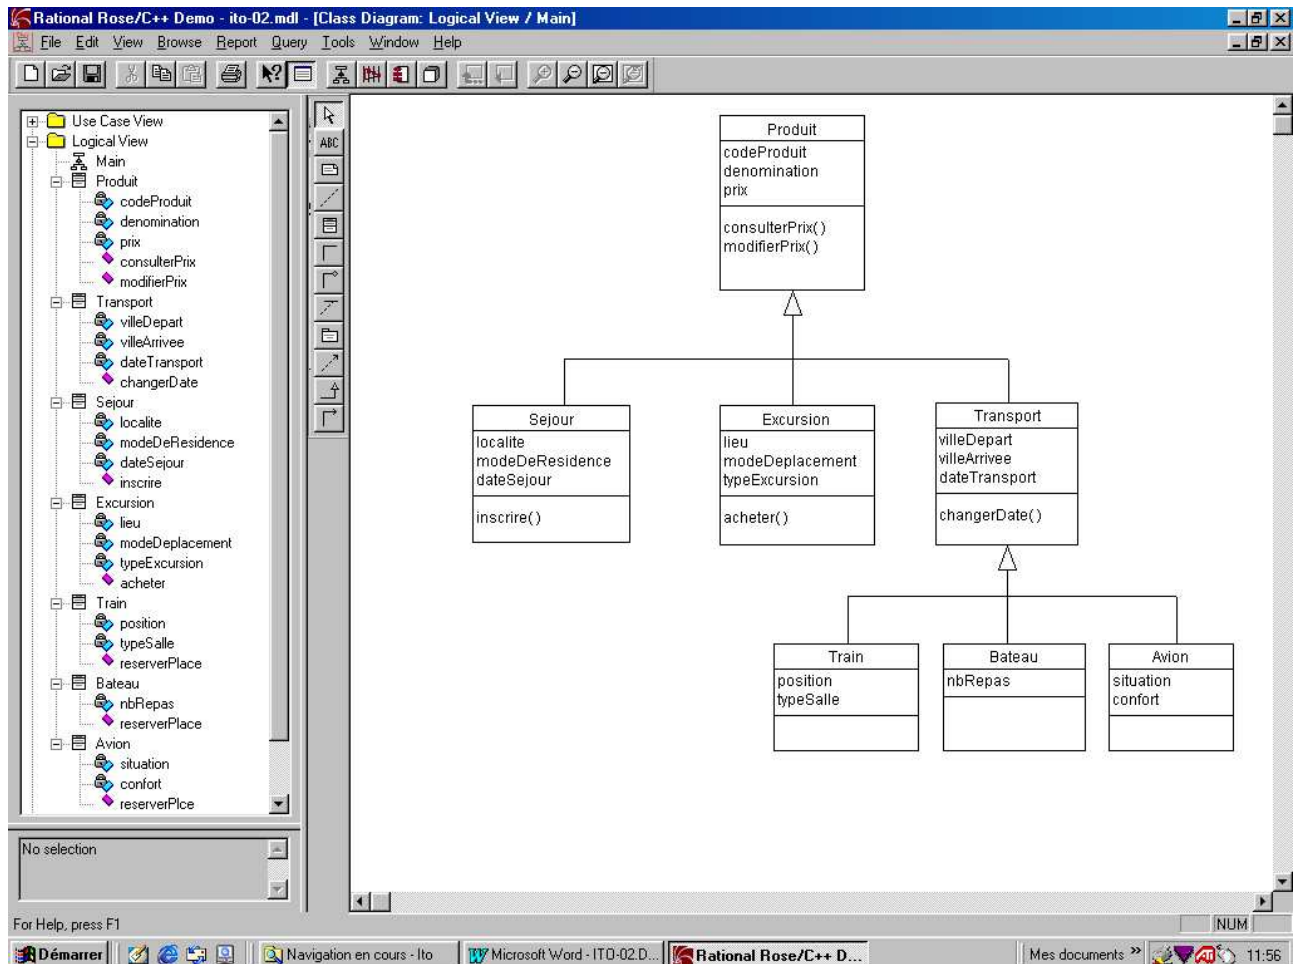 Rational Rose/C++ Demo - ito-02.mdl - [Class Diagram: Logical View / Main]
File Edit View Browse Report Query Tools Window Help
Use Case View
Logical View
Main
Produit
codeProduit
denomination
prix
consulterPrix
modifierPrix
Transport
villeDepart
villeArrivee
dateTransport
changerDate
Sejour
localite
modeDeResidence
dateSejour
inscrire
Excursion
lieu
modeDeplacement
typeExcursion
acheter
Train
position
typeSalle
reserverPlace
Bateau
nbRepas
reserverPlace
Avion
situation
confort
reserverPlce
No selection
ABC
Produit
codeProduit
denomination
prix
consulterPrix()
modifierPrix()
Sejour
localite
modeDeResidence
dateSejour
inscrire()
Excursion
lieu
modeDeplacement
typeExcursion
acheter()
Transport
villeDepart
villeArrivee
dateTransport
changerDate()
Train
position
typeSalle
Bateau
nbRepas
Avion
situation
confort
For Help, press F1
NUM
Démarrer
Navigation en cours - Ito
Microsoft Word - ITO-02.D...
Rational Rose/C++ D...
Mes documents
11:56